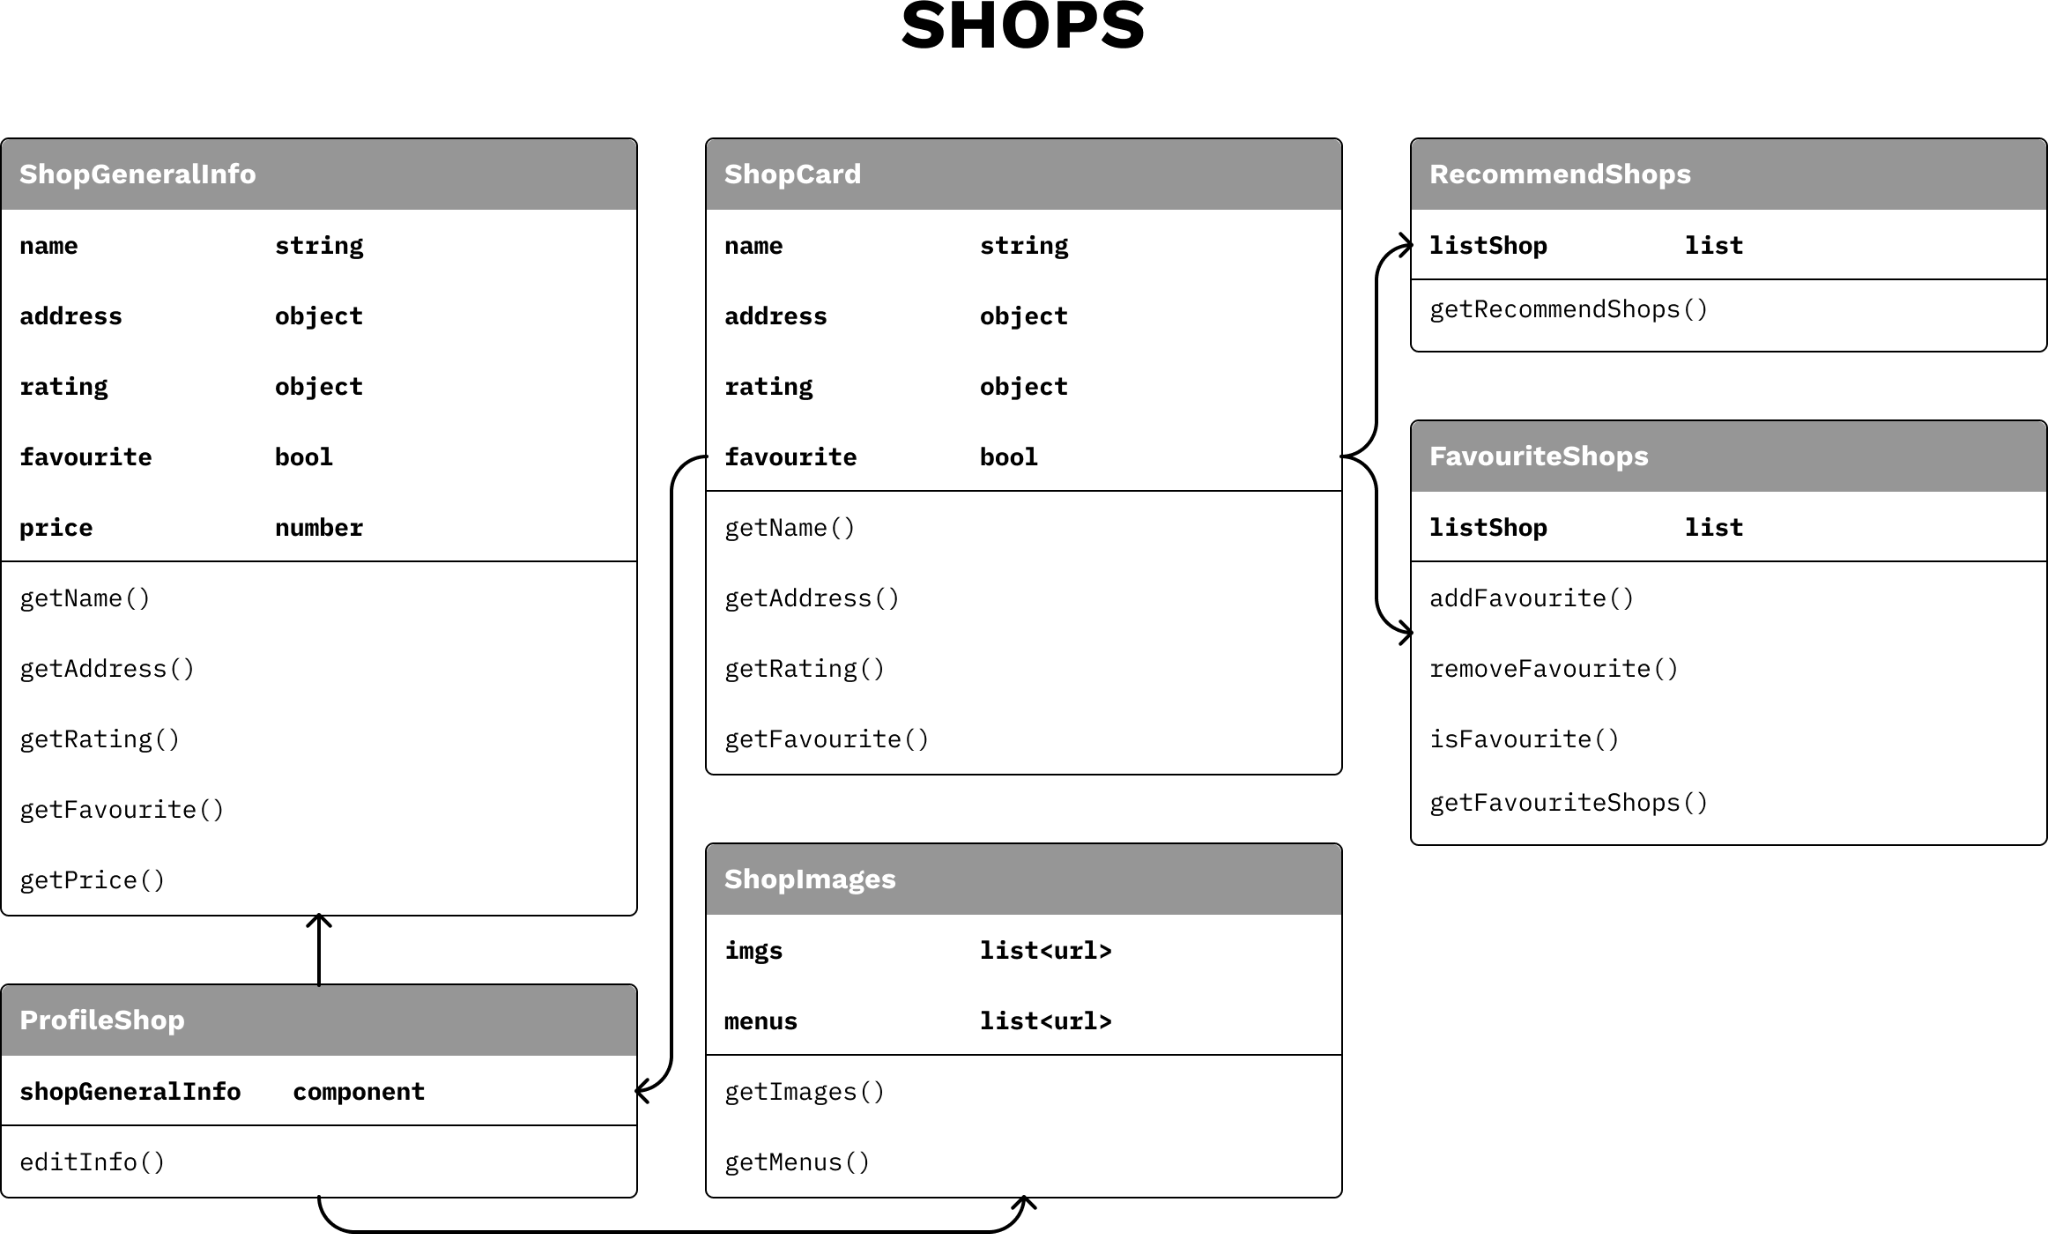 SHOPS
ShopGeneralInfo
name string
address object
rating object
favourite bool
price number
getName()
getAddress()
getRating()
getFavourite()
getPrice()
ProfileShop
shopGeneralInfo component
editInfo()
ShopCard
name string
address object
rating object
favourite bool
getName()
getAddress()
getRating()
getFavourite()
ShopImages
imgs list<url>
menus list<url>
getImages()
getMenus()
RecommendShops
listShop list
getRecommendShops()
FavouriteShops
listShop list
addFavourite()
removeFavourite()
isFavourite()
getFavouriteShops()